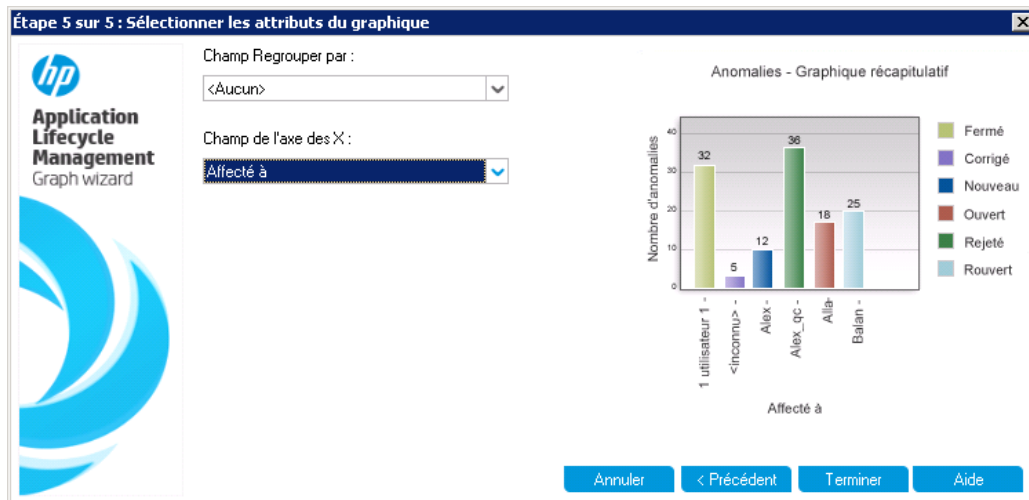 Étape 5 sur 5 : Sélectionner les attributs du graphique
hp
Application
Lifecycle
Management
Graph wizard
Champ Regrouper par :
<Aucun>
Champ de l'axe des X :
Affecté à
Anomalies - Graphique récapitulatif
Nombre d'anomalies
40
30
20
10
0
32
5
12
36
18
25
1 utilisateur 1 -
<inconnu> -
Alex -
Alex_qc -
Alla-
Balan -
Affecté à
Fermé
Corrigé
Nouveau
Ouvert
Rejeté
Rouvert
Annuler
< Précédent
Terminer
Aide